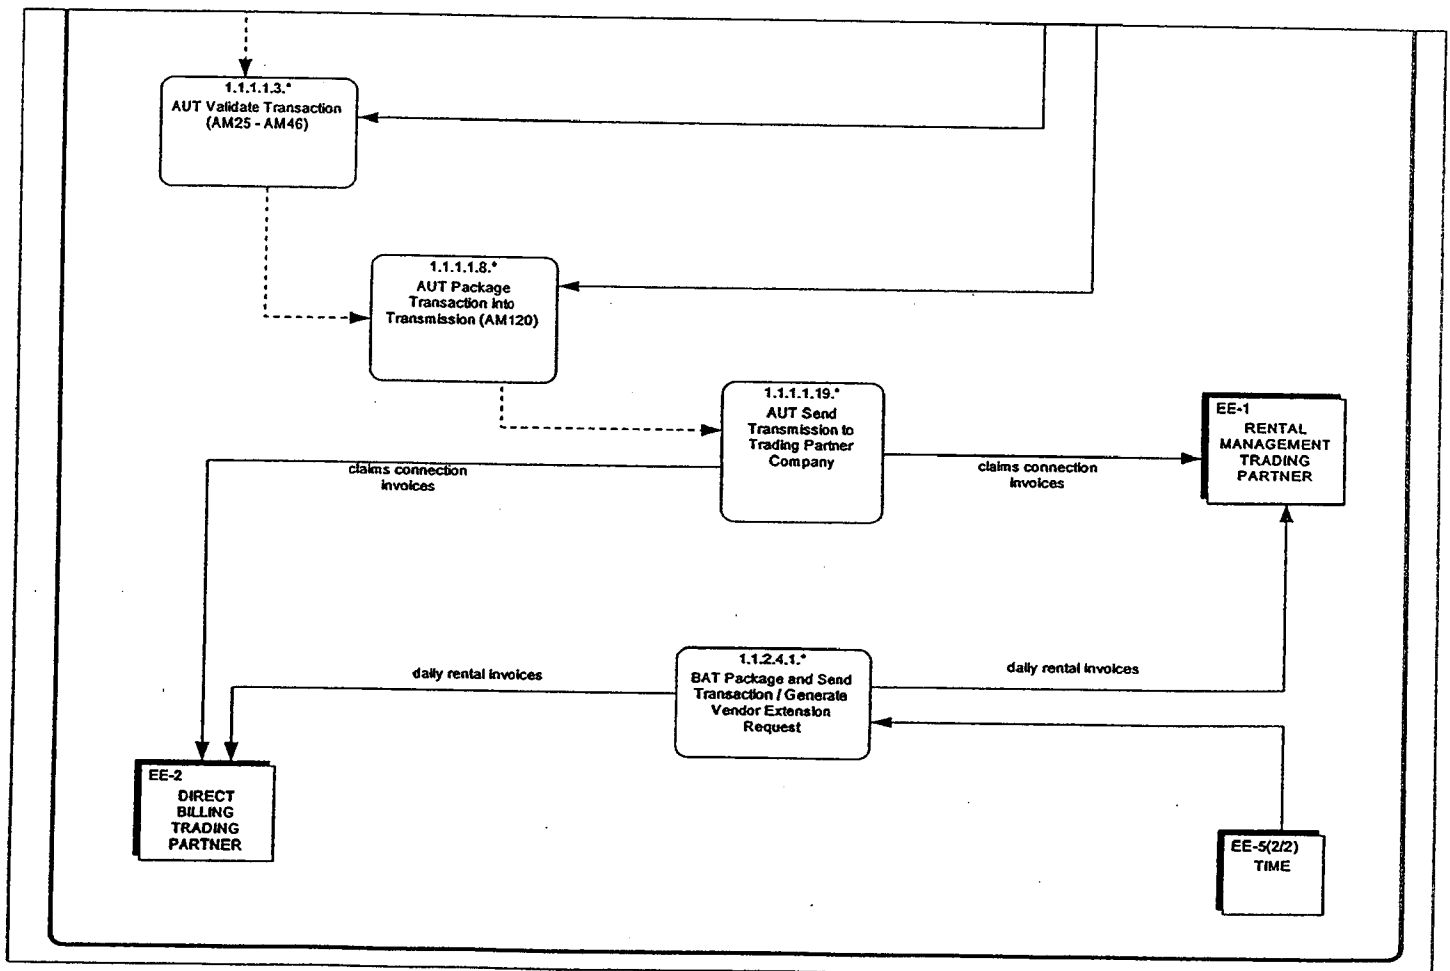 1.1.1.1.3.*
AUT Validate Transaction
(AM25 - AM46)
1.1.1.1.8.*
AUT Package
Transaction into
Transmission (AM120)
1.1.1.1.19.*
AUT Send
Transmission to
Trading Partner
Company
EE-1
RENTAL
MANAGEMENT
TRADING
PARTNER
claims connection
invoices
claims connection
invoices
1.1.2.4.1.*
BAT Package and Send
Transaction / Generate
Vendor Extension
Request
daily rental invoices
daily rental invoices
EE-2
DIRECT
BILLING
TRADING
PARTNER
EE-5(2/2)
TIME